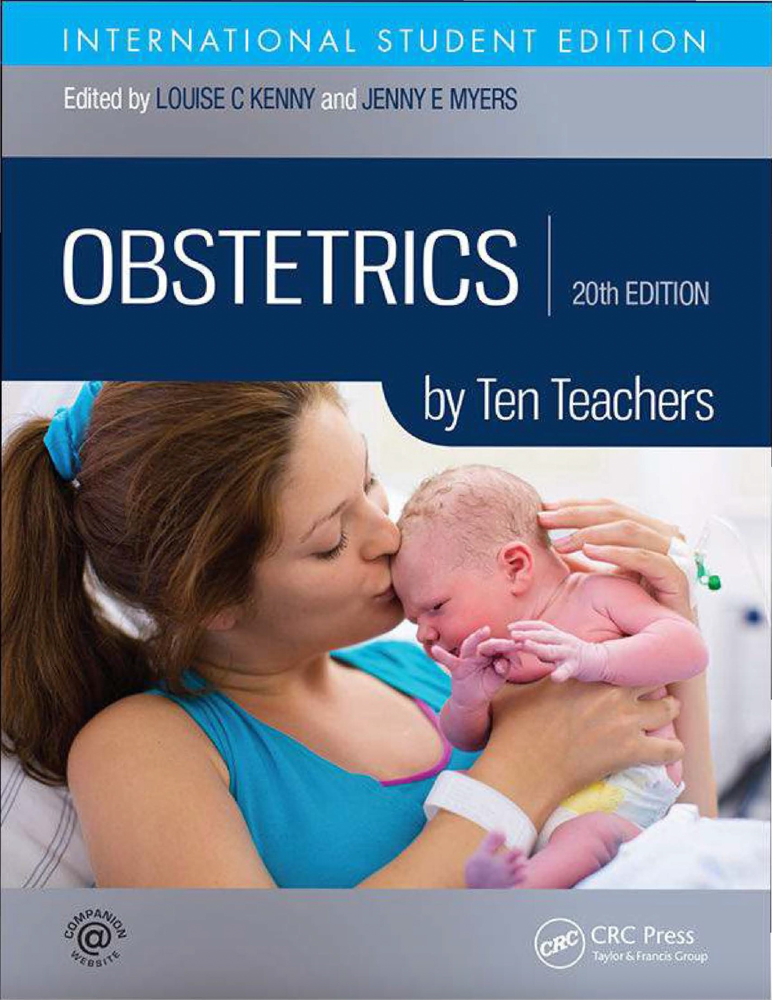 INTERNATIONAL STUDENT EDITION
Edited by LOUISE C KENNY and JENNY E MYERS
OBSTETRICS
20th EDITION
by Ten Teachers
COMPANION
@
WEBSITE
CRC
CRC Press
Taylor & Francis Group